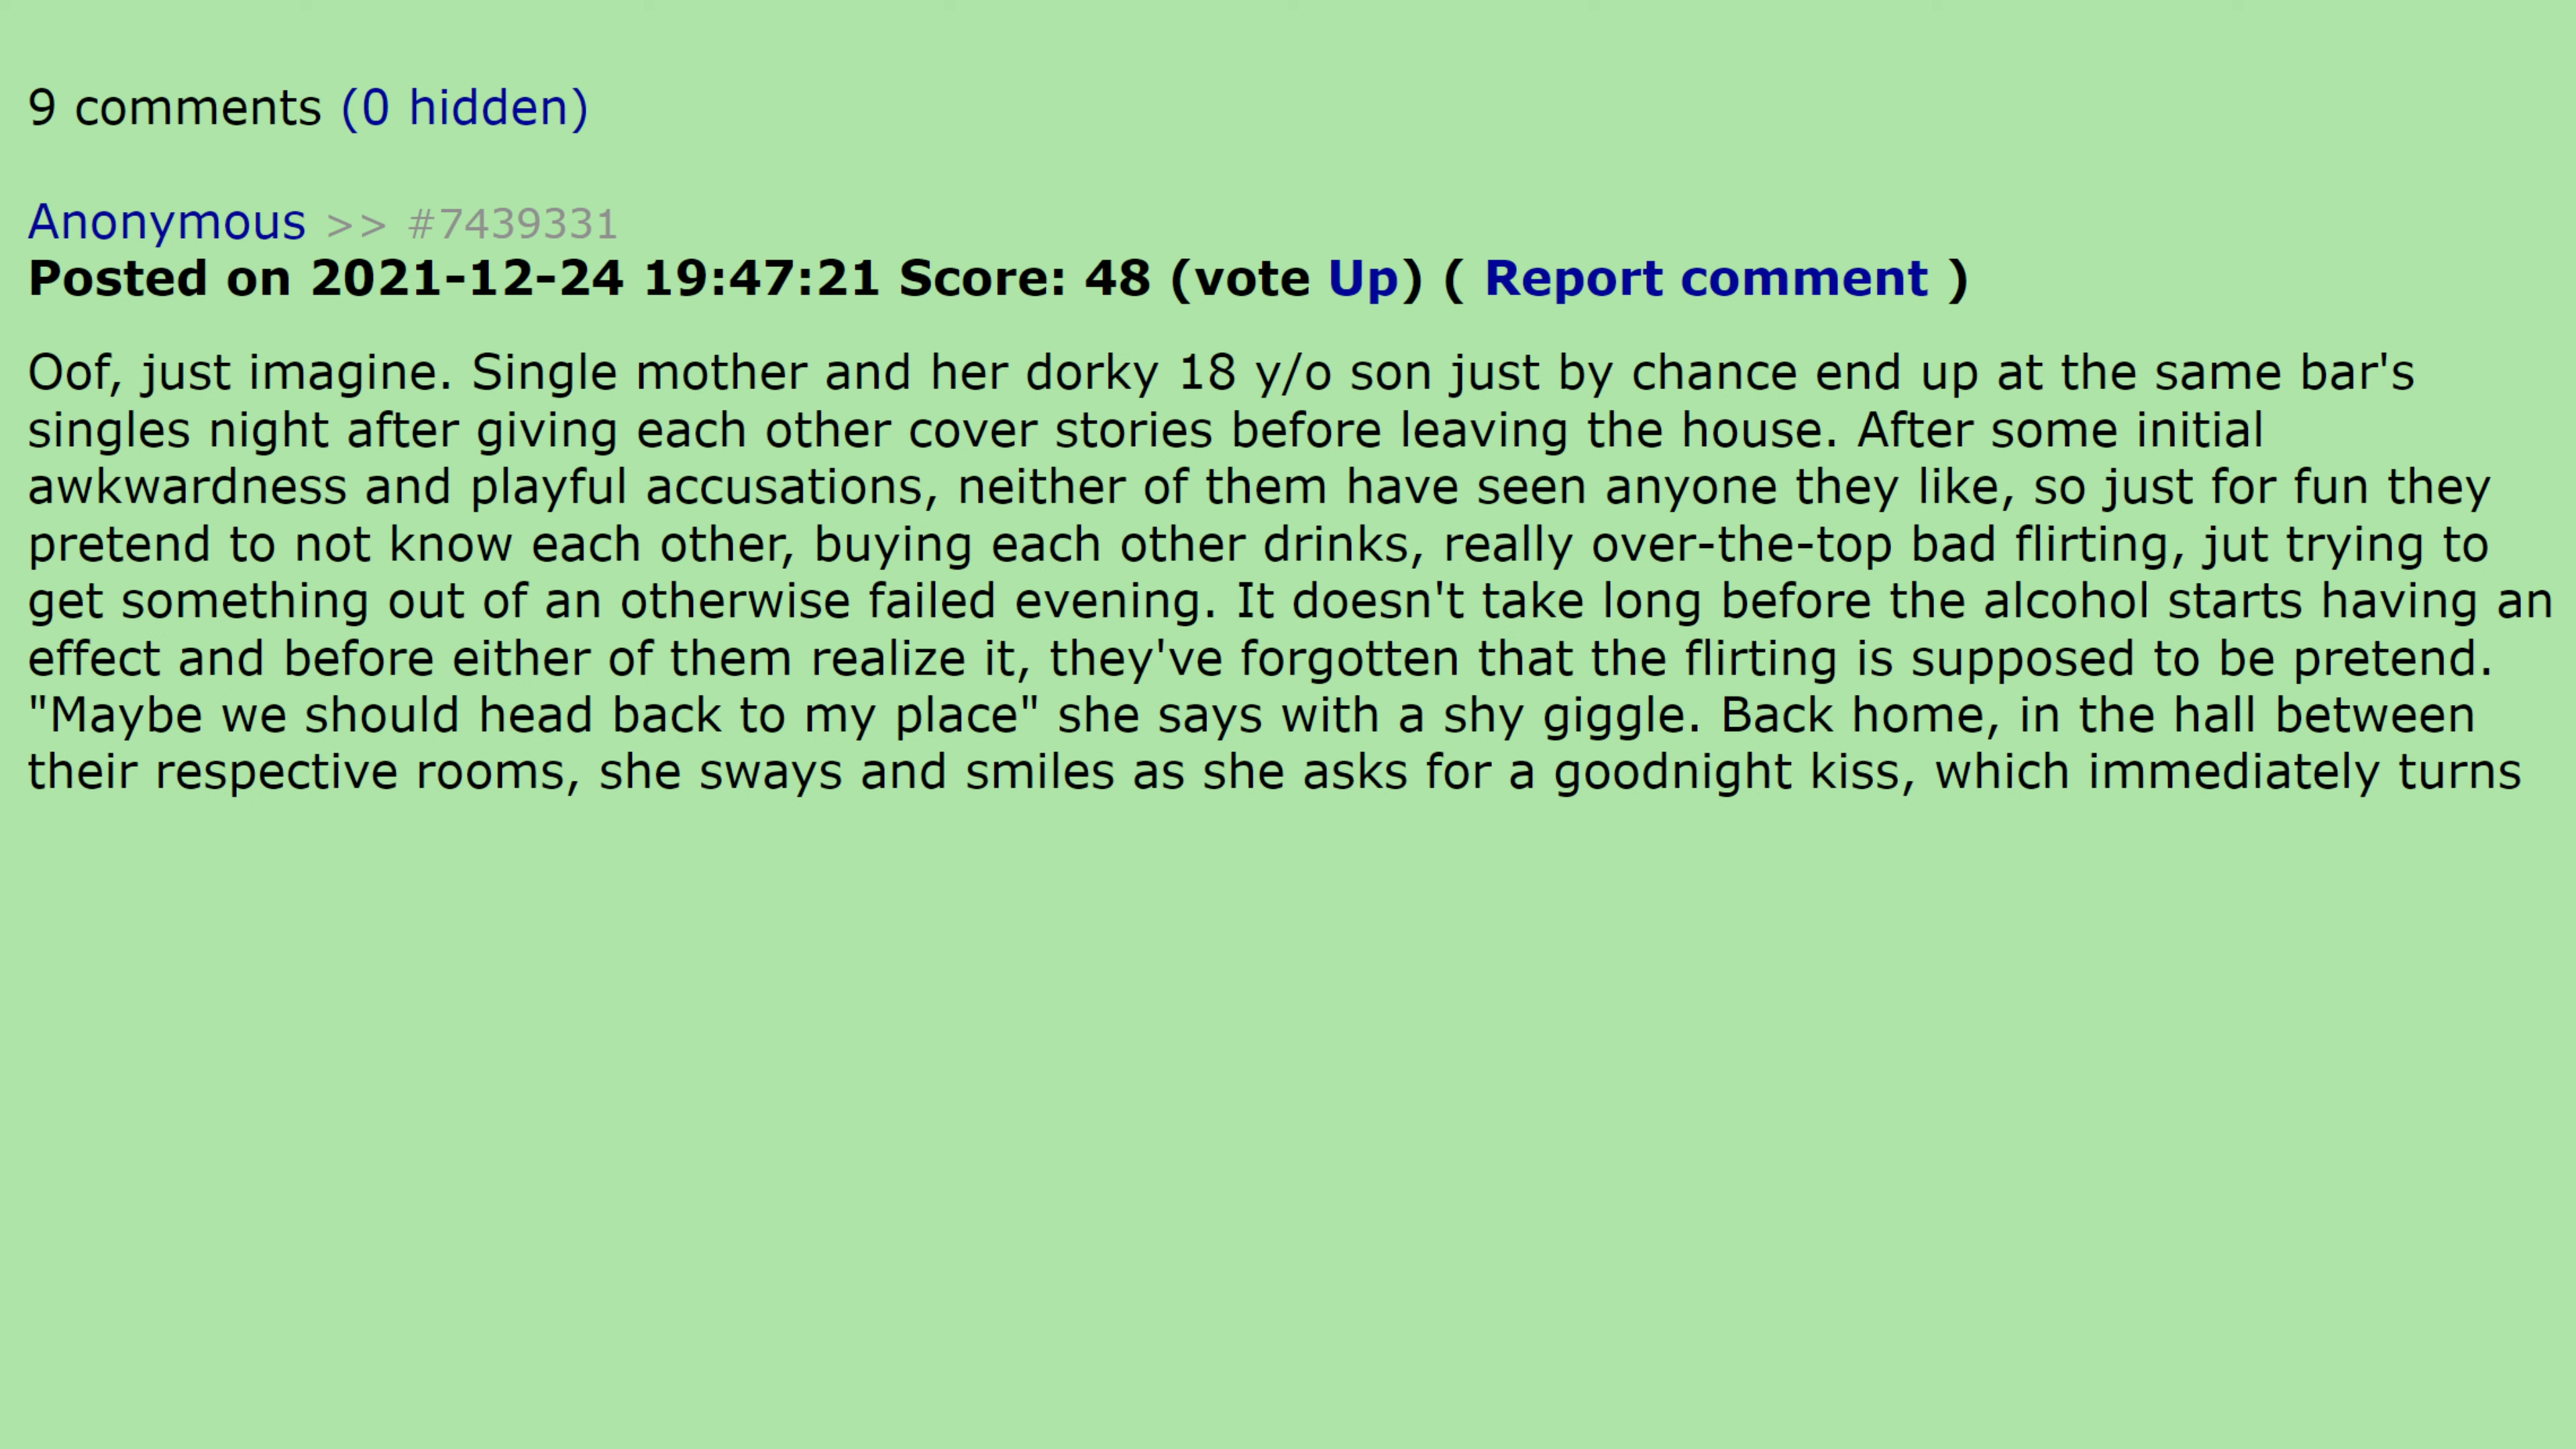 9 comments (0 hidden)
Anonymous >> #7439331
Posted on 2021-12-24 19:47:21 Score: 48 (vote Up) ( Report comment )
Oof, just imagine. Single mother and her dorky 18 y/o son just by chance end up at the same bar's
singles night after giving each other cover stories before leaving the house. After some initial
awkwardness and playful accusations, neither of them have seen anyone they like, so just for fun they
pretend to not know each other, buying each other drinks, really over-the-top bad flirting, jut trying to
get something out of an otherwise failed evening. It doesn't take long before the alcohol starts having an
effect and before either of them realize it, they've forgotten that the flirting is supposed to be pretend.
"Maybe we should head back to my place" she says with a shy giggle. Back home, in the hall between
their respective rooms, she sways and smiles as she asks for a goodnight kiss, which immediately turns